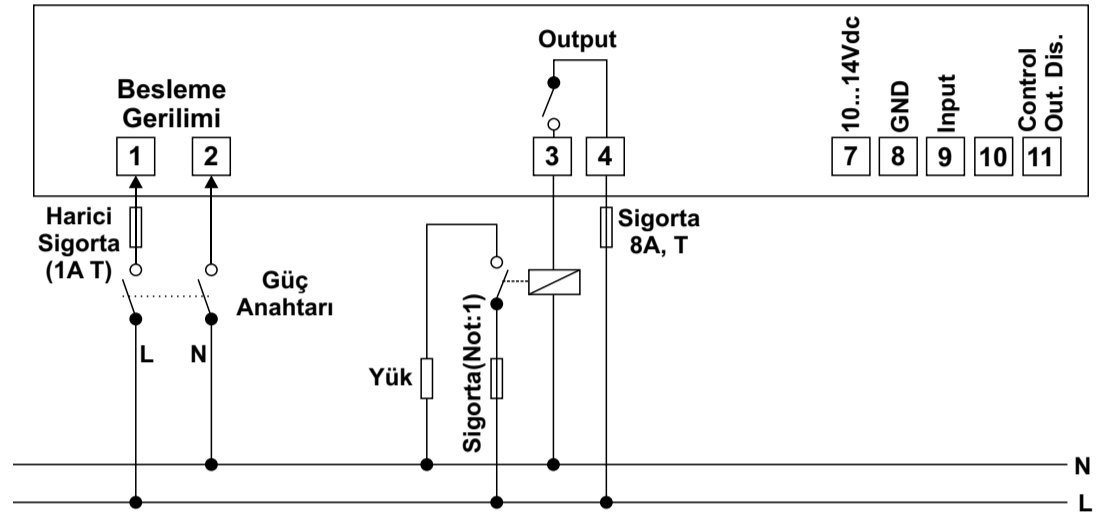 Output
Besleme
Gerilimi
10...14Vdc
GND
Input
Control
Out. Dis.
1
2
3
4
7
8
9
10
11
Harici
Sigorta
(1A T)
Güç
Anahtarı
Sigorta
8A, T
L
N
Yük
Sigorta(Not:1)
N
L